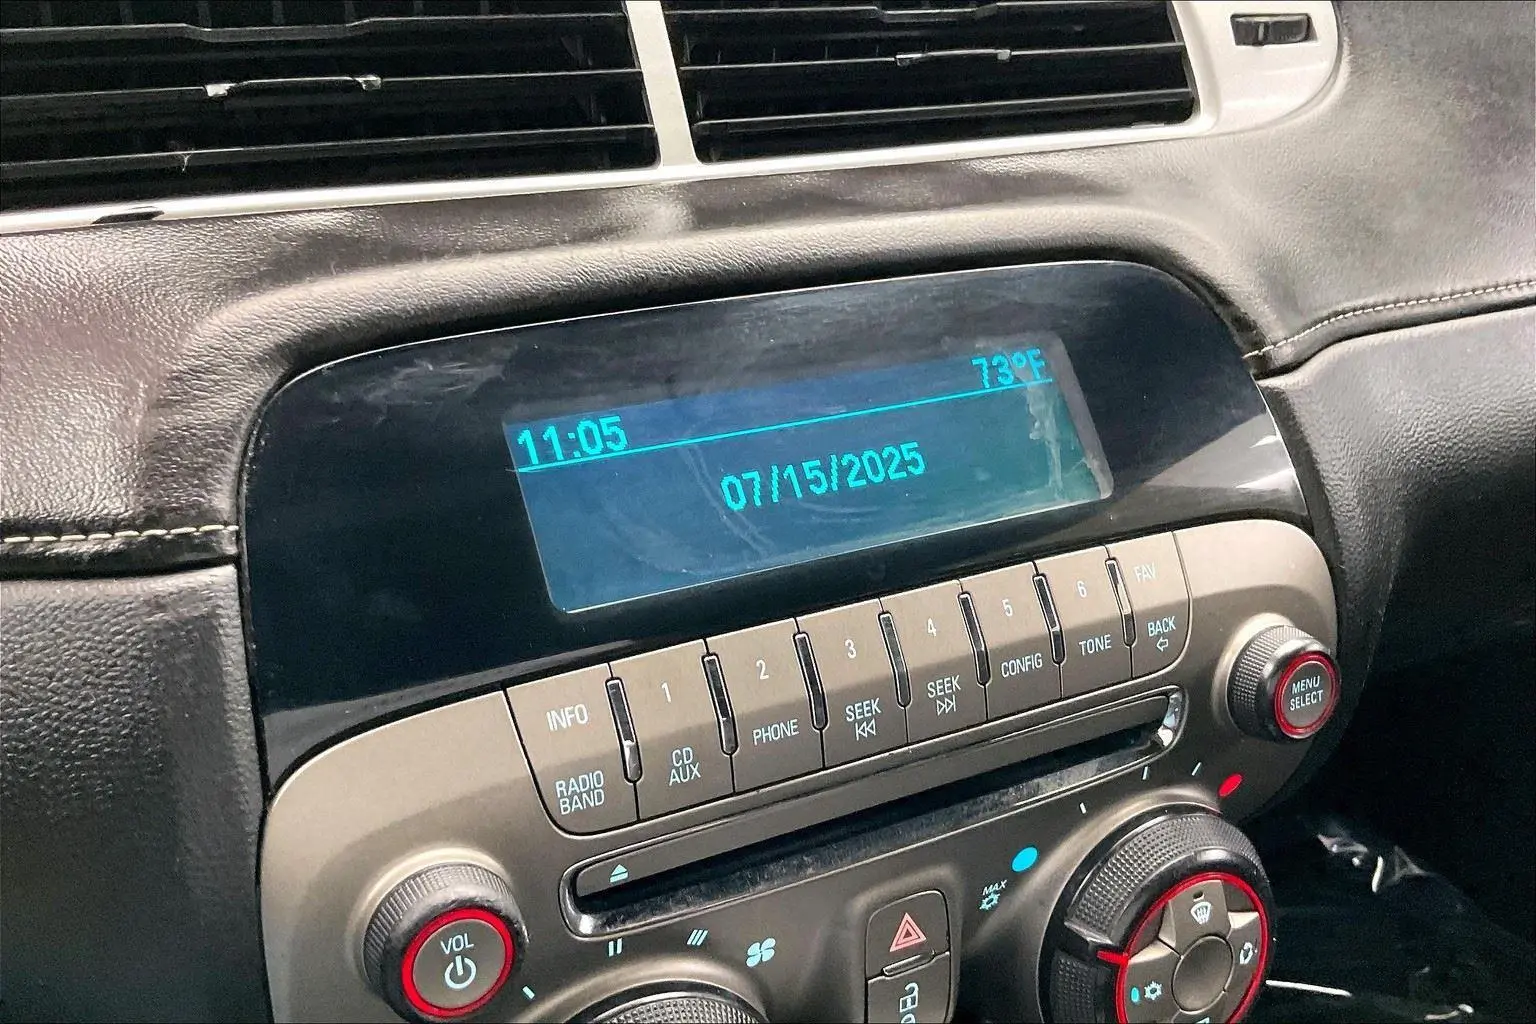 73°F
11:05
07/15/2025
INFO
1
2
3
4
5
6
FAV
RADIO
BAND
CD
AUX
PHONE
SEEK
SEEK
CONFIG
TONE
BACK
MENU
SELECT
VOL
MAX